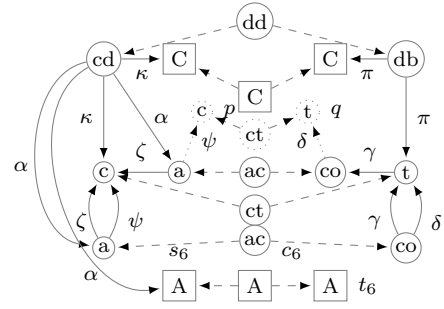 dd
cd κ C C π db
C
κ α c p t q π
ct
ψ δ
α ζ γ
c a ac co t
ct
ζ ψ ac γ δ
a s₆ c₆ co
α A A A t₆